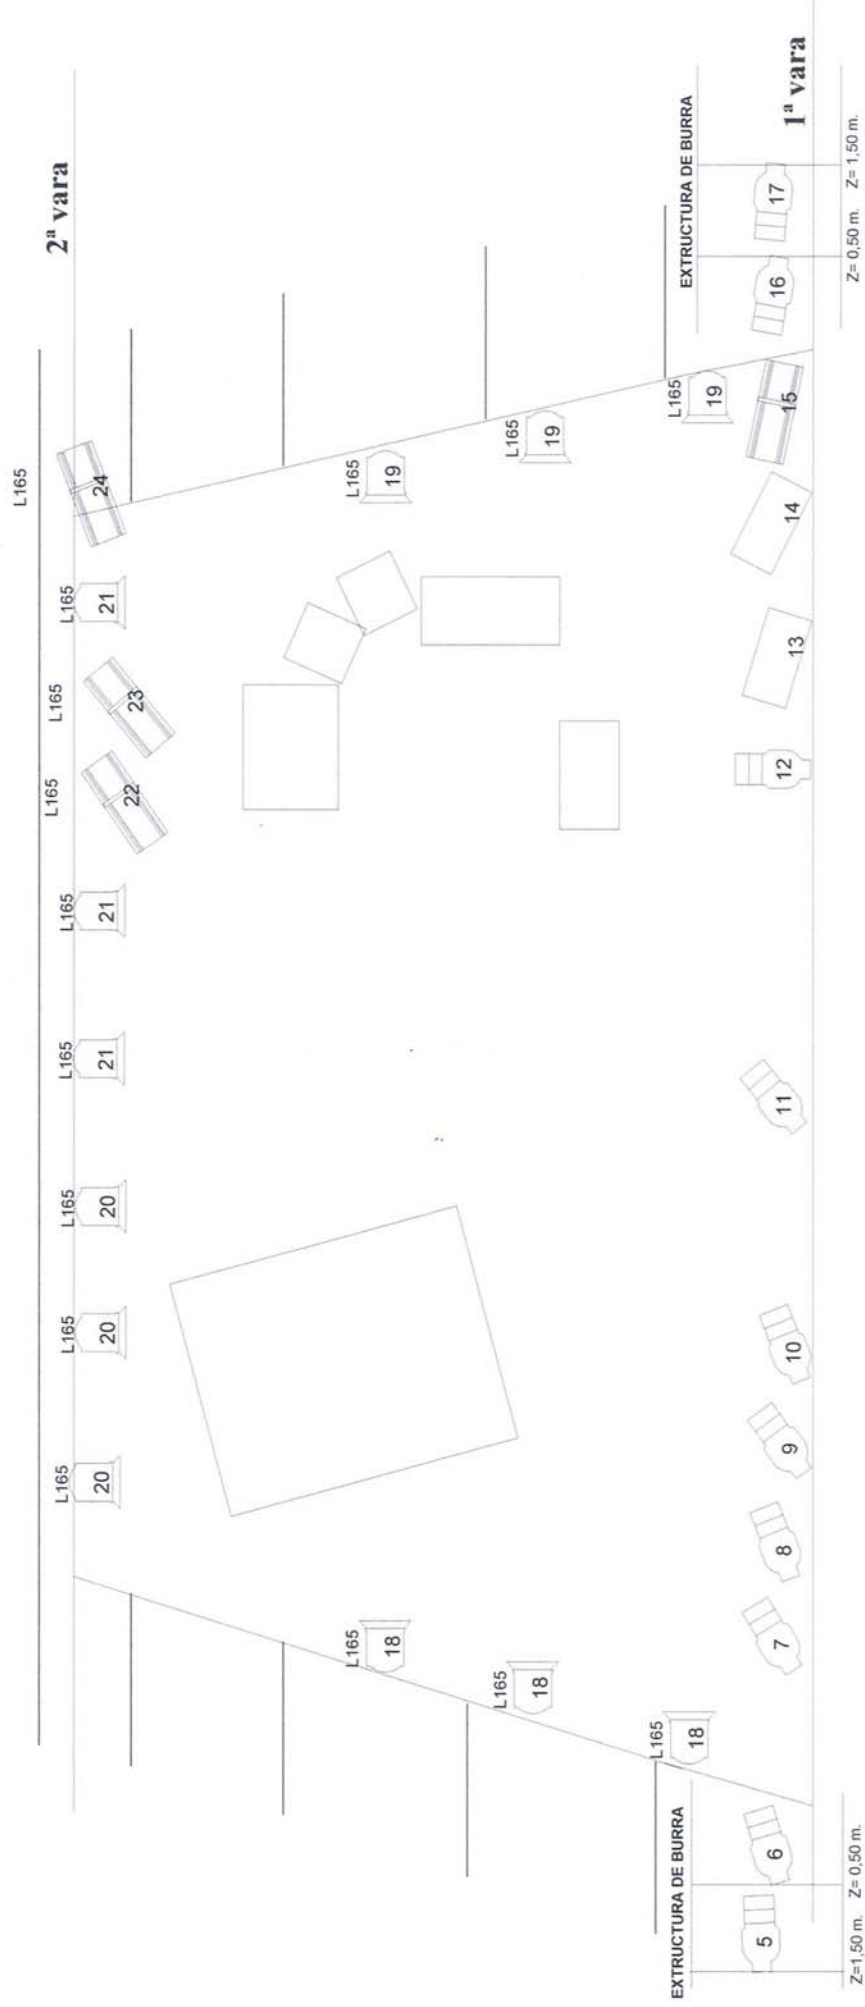 L165
2ª vara
L165
20
L165
20
L165
20
L165
21
L165
21
L165
22
L165
23
L165
21
24
L165
18
L165
18
L165
18
L165
19
L165
19
L165
19
EXTRUCTURA DE BURRA
5
6
Z=1,50 m. Z= 0,50 m.
7
8
9
10
11
12
13
14
15
EXTRUCTURA DE BURRA
16
17
1ª vara
Z= 0,50 m. Z= 1,50 m.